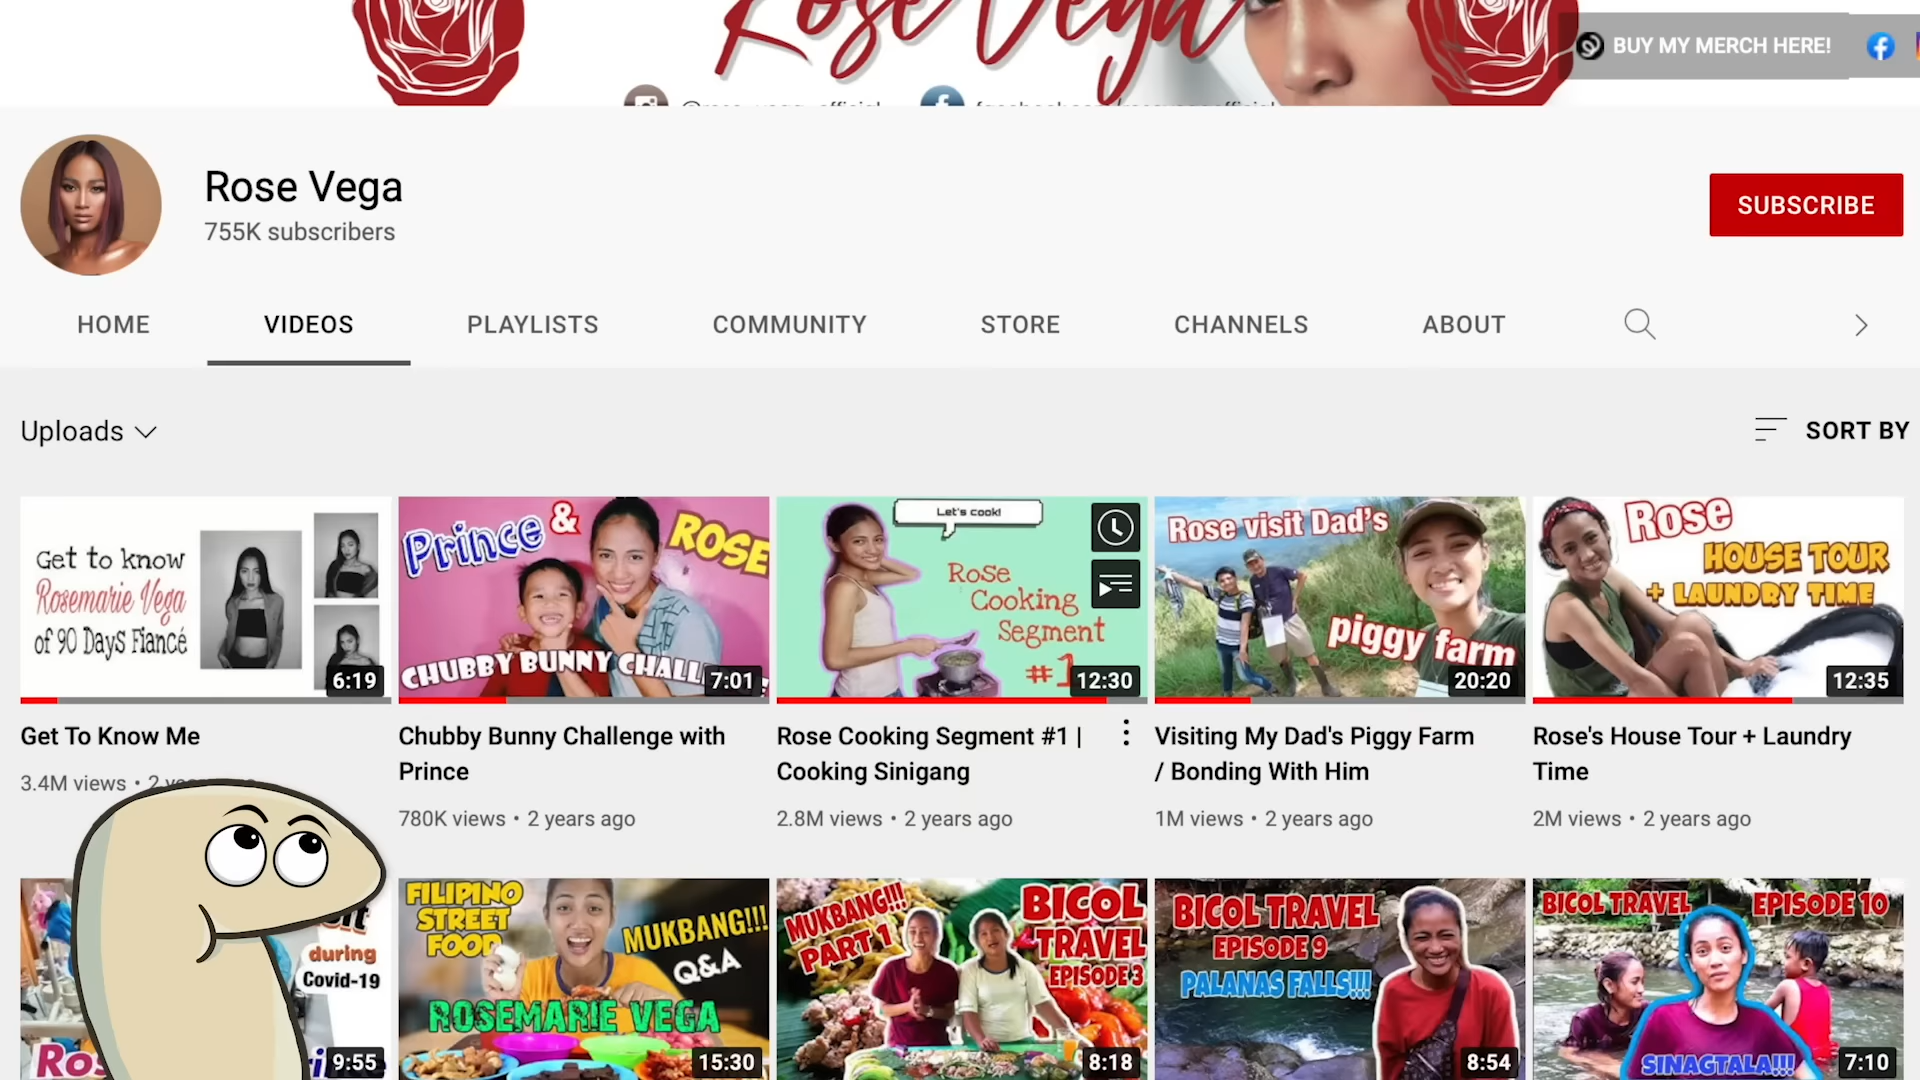 Rose Vega
BUY MY MERCH HERE!
Rose Vega
755K subscribers
SUBSCRIBE
HOME
VIDEOS
PLAYLISTS
COMMUNITY
STORE
CHANNELS
ABOUT
Uploads
SORT BY
Get to know
Rosemarie Vega
of 90 Days Fiancé
6:19
Prince &
ROSE
CHUBBY BUNNY CHALL
7:01
Let's cook!
Rose
Cooking
Segment
#1
12:30
Rose visit Dad's
piggy farm
20:20
Rose
HOUSE TOUR
+ LAUNDRY TIME
12:35
Get To Know Me
3.4M views • 2
Chubby Bunny Challenge with
Prince
780K views • 2 years ago
Rose Cooking Segment #1 |
Cooking Sinigang
2.8M views • 2 years ago
Visiting My Dad's Piggy Farm
/ Bonding With Him
1M views • 2 years ago
Rose's House Tour + Laundry
Time
2M views • 2 years ago
during
Covid-19
9:55
FILIPINO
STREET
FOOD
MUKBANG!!!
Q&A
ROSEMARIE VEGA
15:30
MUKBANG!!!
PART 1
BICOL
TRAVEL
EPISODE 3
8:18
BICOL TRAVEL
EPISODE 9
PALANAS FALLS!!!
8:54
BICOL TRAVEL
EPISODE 10
SINAGTALA!!!
7:10